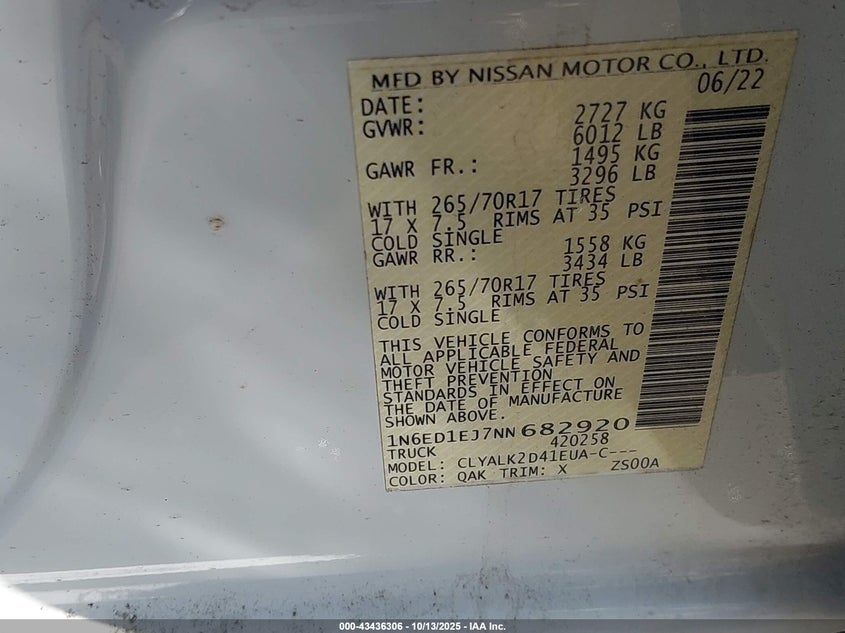 MFD BY NISSAN MOTOR CO., LTD.
DATE: 06/22
GVWR: 2727 KG
6012 LB
GAWR FR.: 1495 KG
3296 LB
WITH 265/70R17 TIRES
17 X 7.5 RIMS AT 35 PSI
COLD SINGLE
GAWR RR.: 1558 KG
3434 LB
WITH 265/70R17 TIRES
17 X 7.5 RIMS AT 35 PSI
COLD SINGLE
THIS VEHICLE CONFORMS TO
ALL APPLICABLE FEDERAL
MOTOR VEHICLE SAFETY AND
THEFT PREVENTION
STANDARDS IN EFFECT ON
THE DATE OF MANUFACTURE
SHOWN ABOVE.
1N6ED1EJ7NN682920
TRUCK 420258
MODEL: CLYALK2D41EUA-C---
COLOR: QAK TRIM: X ZS00A
000-43436306 - 10/13/2025 - IAA Inc.